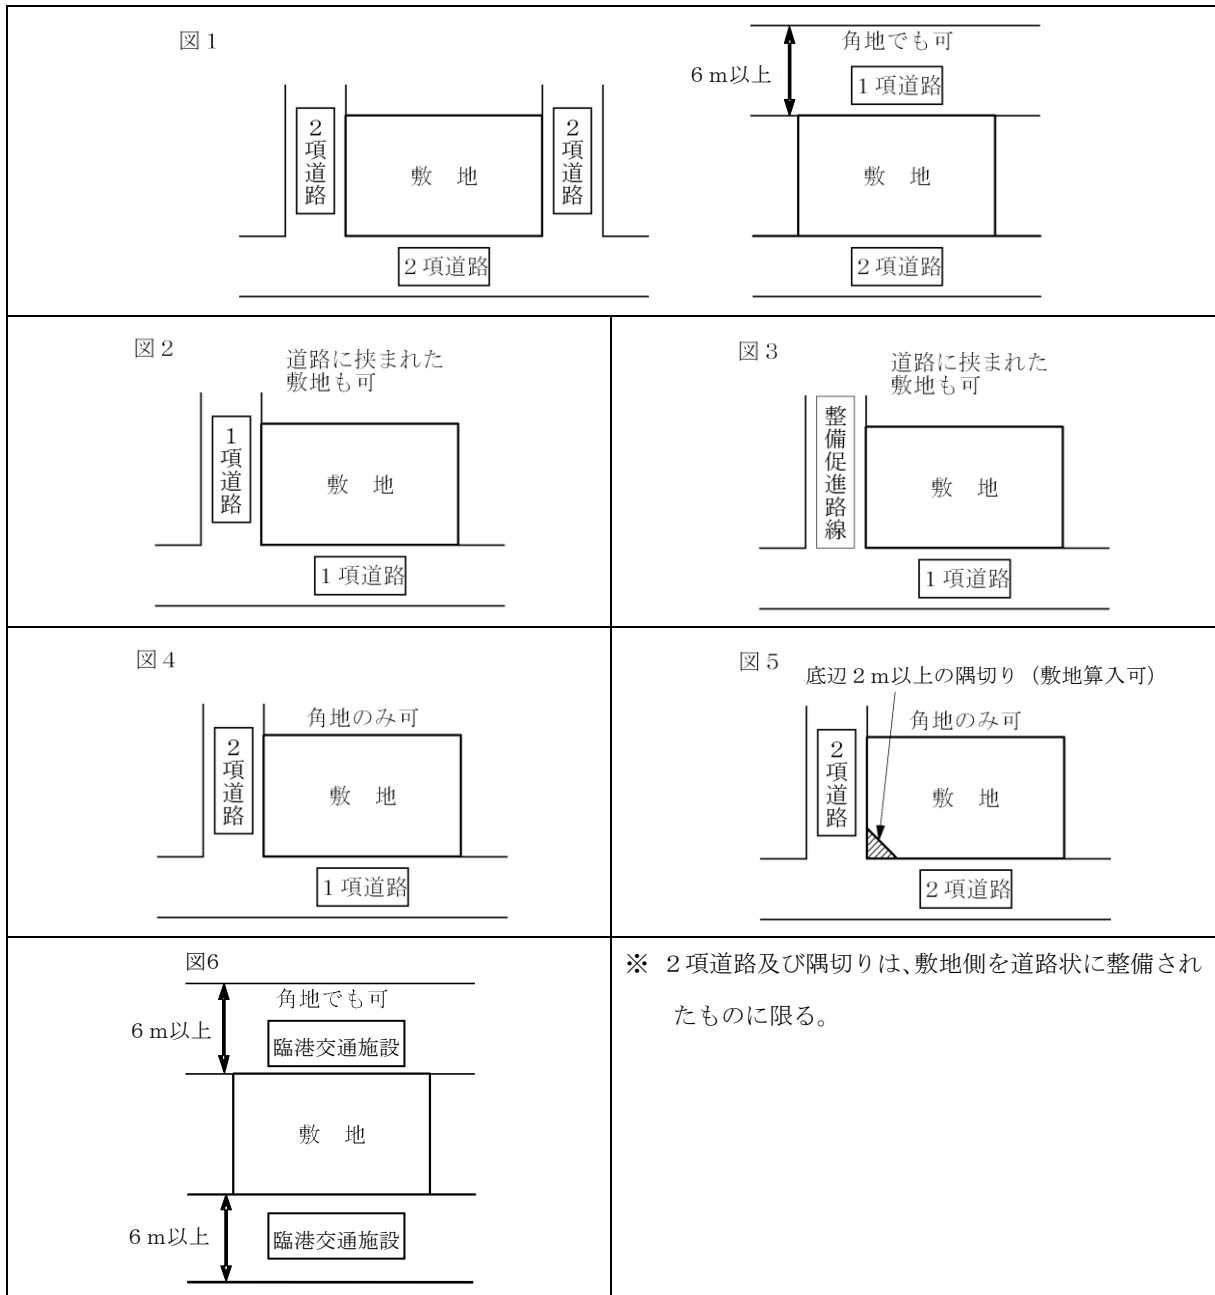 図1
2項道路
敷 地
2項道路
2項道路
角地でも可
6m以上
1項道路
敷 地
2項道路
図2
道路に挟まれた
敷地も可
1項道路
敷 地
1項道路
図3
道路に挟まれた
敷地も可
整備促進路線
敷 地
1項道路
図4
角地のみ可
2項道路
敷 地
1項道路
図5
底辺2m以上の隅切り(敷地算入可)
角地のみ可
2項道路
敷 地
2項道路
図6
角地でも可
6m以上
臨港交通施設
敷 地
6m以上
臨港交通施設
※ 2項道路及び隅切りは、敷地側を道路状に整備され
たものに限る。